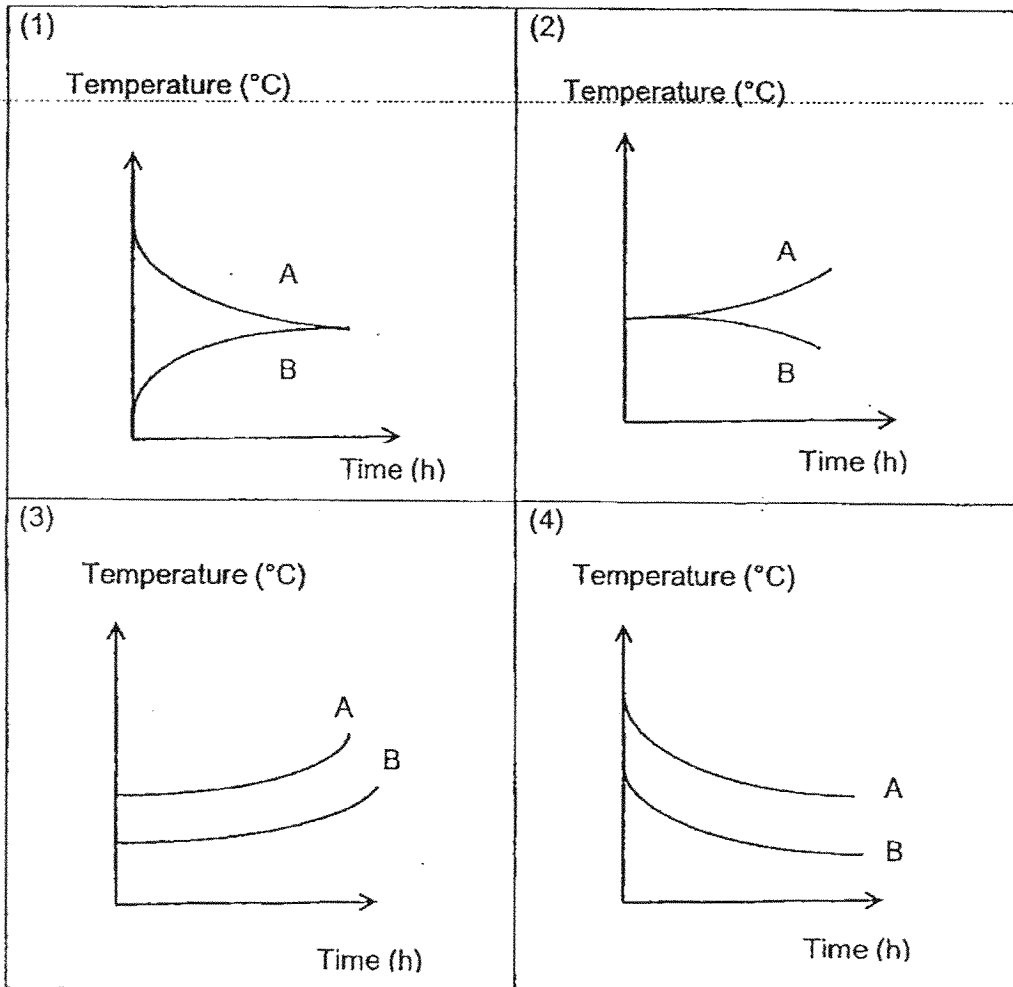 (1)
Temperature (°C)
A
B
Time (h)
(2)
Temperature (°C)
A
B
Time (h)
(3)
Temperature (°C)
A
B
Time (h)
(4)
Temperature (°C)
A
B
Time (h)